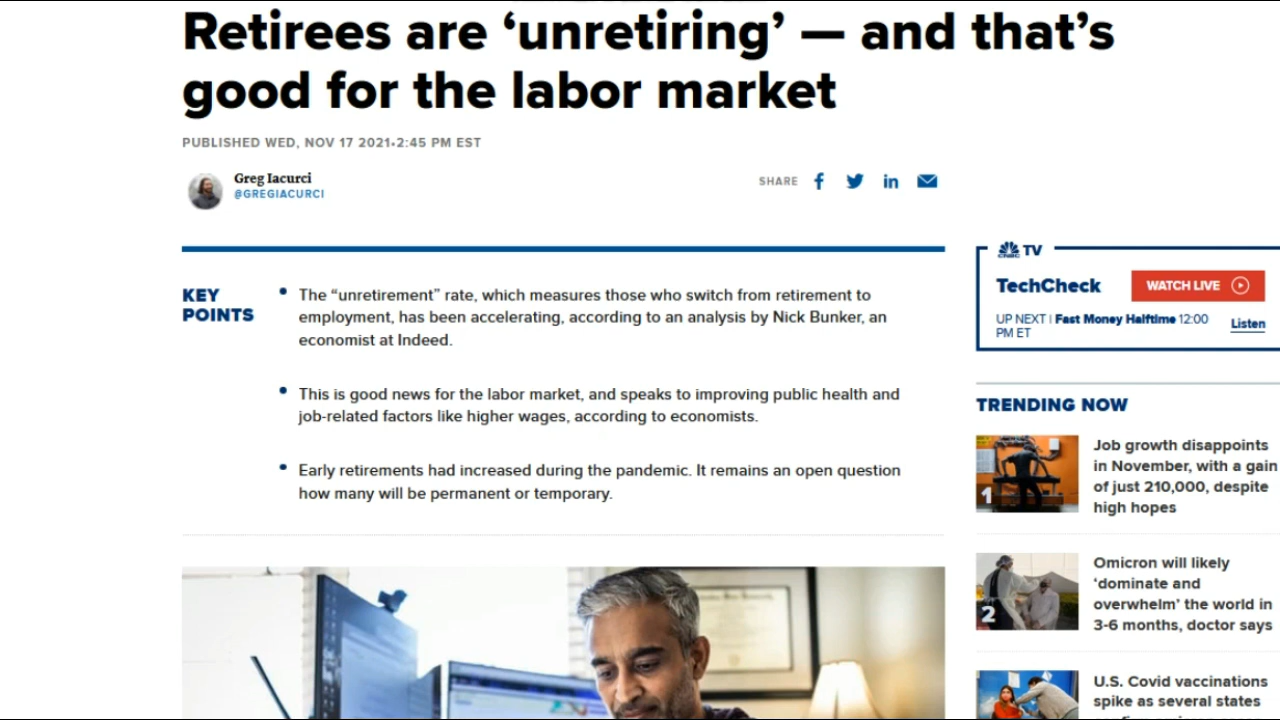 Retirees are ‘unretiring’ — and that’s
good for the labor market
PUBLISHED WED, NOV 17 2021•2:45 PM EST
Greg Iacurci
@GREGIACURCI
SHARE
KEY
POINTS
The “unretirement” rate, which measures those who switch from retirement to
employment, has been accelerating, according to an analysis by Nick Bunker, an
economist at Indeed.
This is good news for the labor market, and speaks to improving public health and
job-related factors like higher wages, according to economists.
Early retirements had increased during the pandemic. It remains an open question
how many will be permanent or temporary.
CNBC TV
TechCheck
WATCH LIVE
UP NEXT | Fast Money Halftime 12:00
PM ET
Listen
TRENDING NOW
1
Job growth disappoints
in November, with a gain
of just 210,000, despite
high hopes
2
Omicron will likely
‘dominate and
overwhelm’ the world in
3-6 months, doctor says
U.S. Covid vaccinations
spike as several states